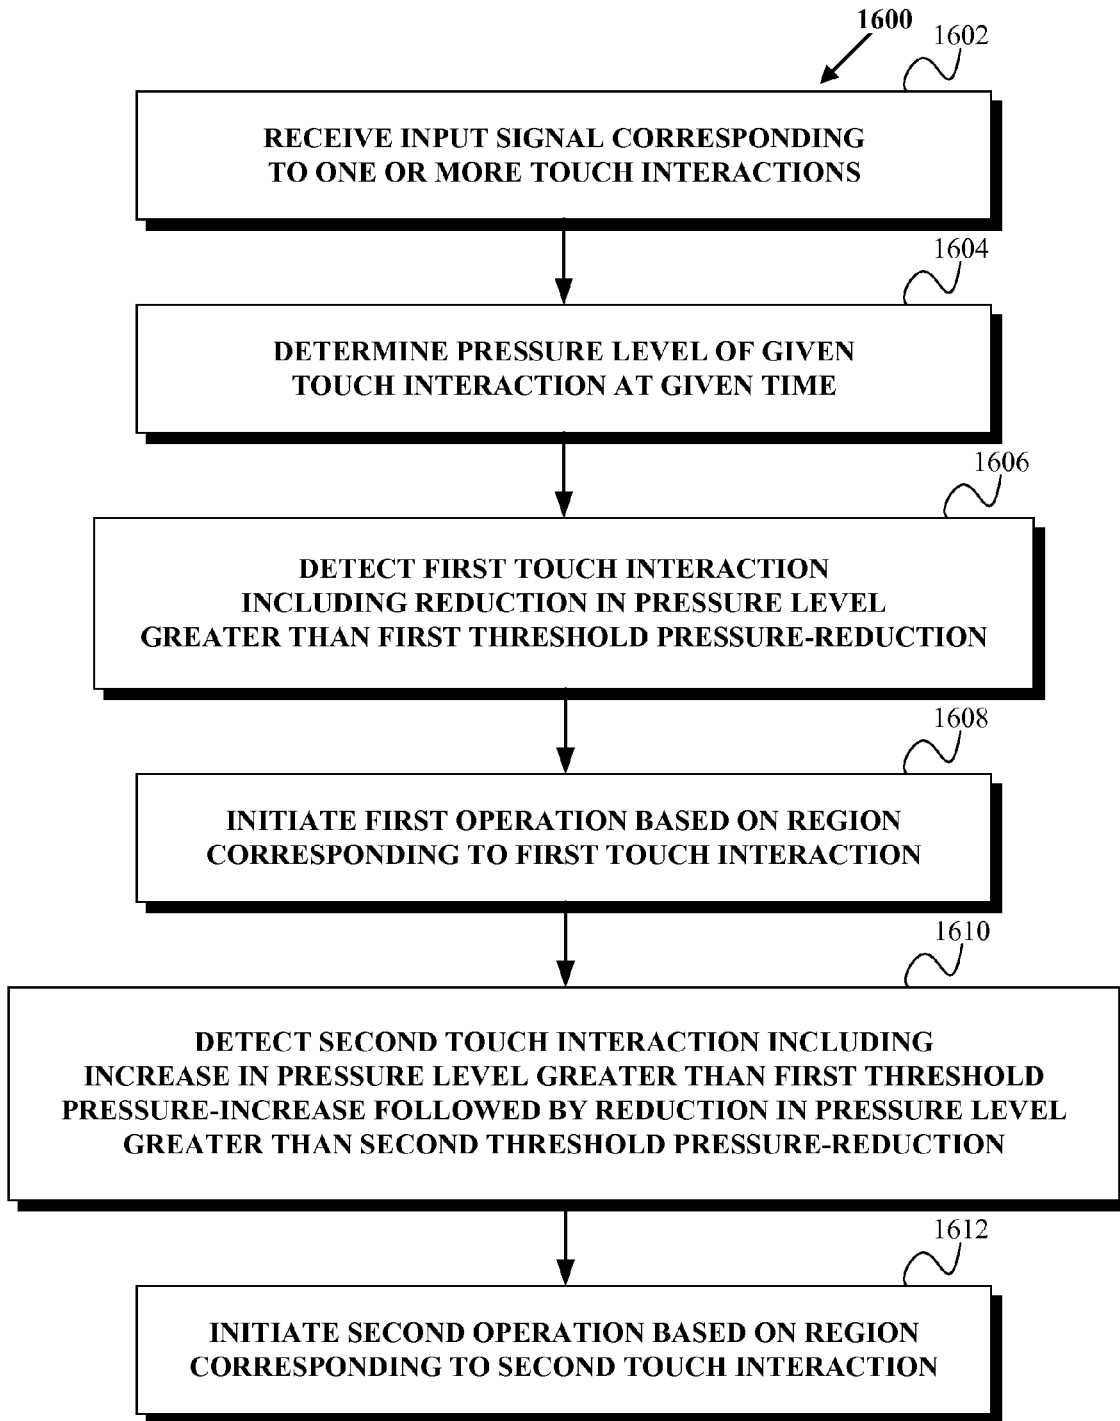 1600
1602
RECEIVE INPUT SIGNAL CORRESPONDING
TO ONE OR MORE TOUCH INTERACTIONS
1604
DETERMINE PRESSURE LEVEL OF GIVEN
TOUCH INTERACTION AT GIVEN TIME
1606
DETECT FIRST TOUCH INTERACTION
INCLUDING REDUCTION IN PRESSURE LEVEL
GREATER THAN FIRST THRESHOLD PRESSURE-REDUCTION
1608
INITIATE FIRST OPERATION BASED ON REGION
CORRESPONDING TO FIRST TOUCH INTERACTION
1610
DETECT SECOND TOUCH INTERACTION INCLUDING
INCREASE IN PRESSURE LEVEL GREATER THAN FIRST THRESHOLD
PRESSURE-INCREASE FOLLOWED BY REDUCTION IN PRESSURE LEVEL
GREATER THAN SECOND THRESHOLD PRESSURE-REDUCTION
1612
INITIATE SECOND OPERATION BASED ON REGION
CORRESPONDING TO SECOND TOUCH INTERACTION